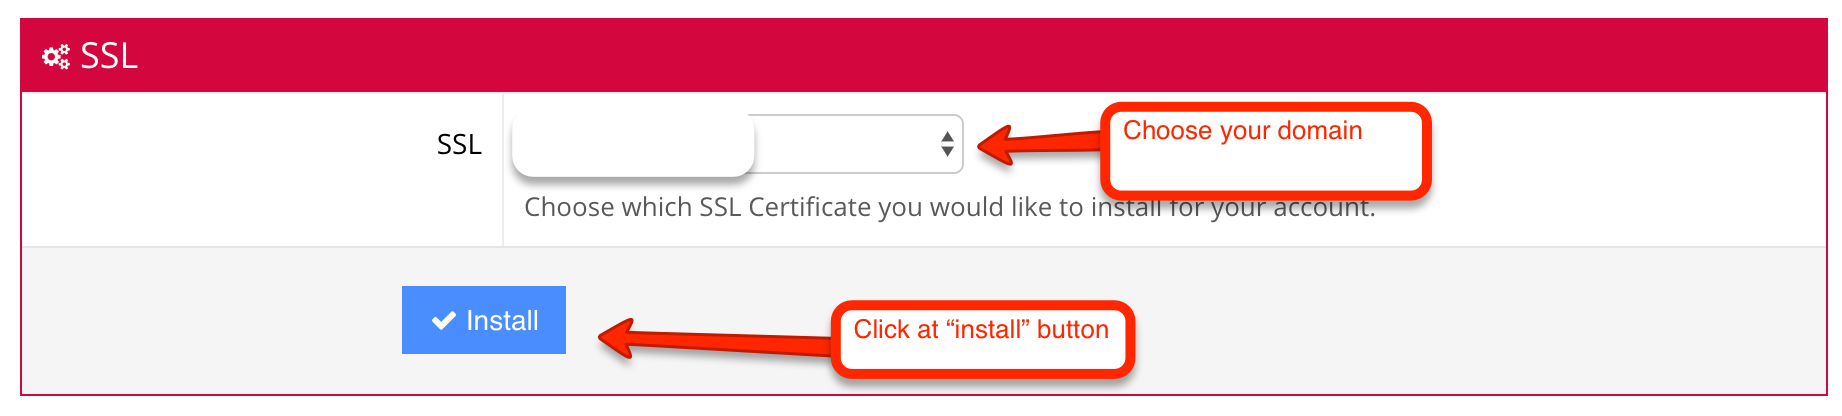 SSL
SSL
Choose your domain
Choose which SSL Certificate you would like to install for your account.
Install
Click at “install” button